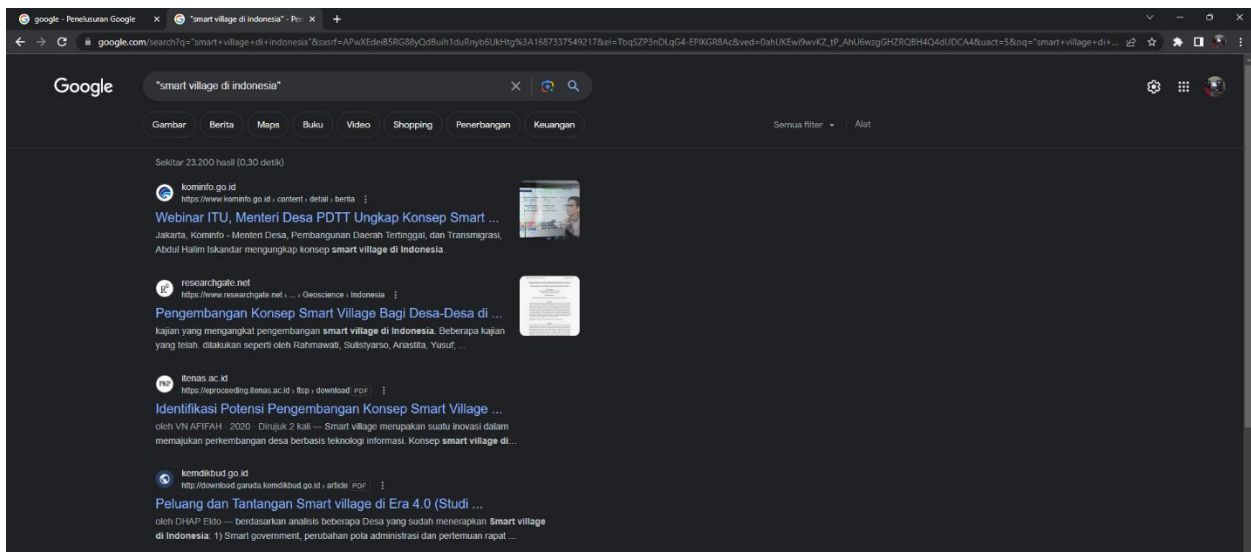 google - Penelusuran Google
"smart village di indonesia" - Pen
Google
"smart village di indonesia"
Gambar Berita Maps Buku Video Shopping Penerbangan Keuangan Semua filter Alat
Sekitar 23.200 hasil (0,30 detik)
kominfo.go.id
https://www.kominfo.go.id › content › detail › berita
Webinar ITU, Menteri Desa PDTT Ungkap Konsep Smart ...
Jakarta, Kominfo - Menteri Desa, Pembangunan Daerah Tertinggal, dan Transmigrasi,
Abdul Halim Iskandar mengungkap konsep smart village di Indonesia.
researchgate.net
https://www.researchgate.net › ... › Geoscience › Indonesia
Pengembangan Konsep Smart Village Bagi Desa-Desa di ...
kajian yang mengangkat pengembangan smart village di Indonesia. Beberapa kajian
yang telah. dilakukan seperti oleh Rahmawati, Sulistyarso, Ariastita, Yusuf, ...
itenas.ac.id
https://eproceeding.itenas.ac.id › ftsp › download PDF
Identifikasi Potensi Pengembangan Konsep Smart Village ...
oleh VN AFIFAH · 2020 · Dirujuk 2 kali — Smart village merupakan suatu inovasi dalam
memajukan perkembangan desa berbasis teknologi informasi. Konsep smart village di...
kemdikbud.go.id
http://download.garuda.kemdikbud.go.id › article PDF
Peluang dan Tantangan Smart village di Era 4.0 (Studi ...
oleh DHAP Eldo — berdasarkan analisis beberapa Desa yang sudah menerapkan Smart village
di Indonesia: 1) Smart government, perubahan pola administrasi dan pertemuan rapat ...